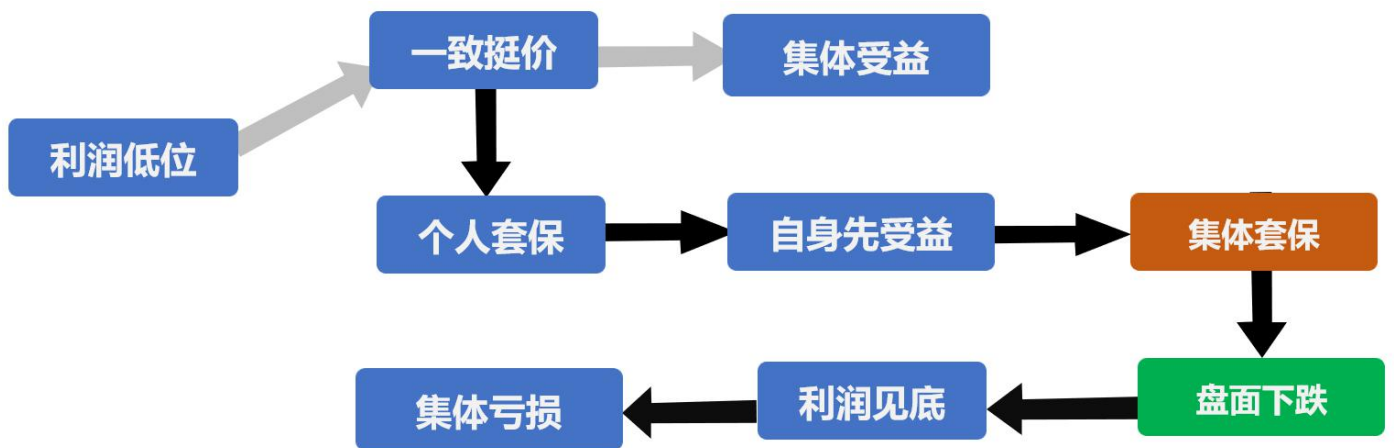 一致挺价
集体受益
利润低位
个人套保
自身先受益
集体套保
集体亏损
利润见底
盘面下跌